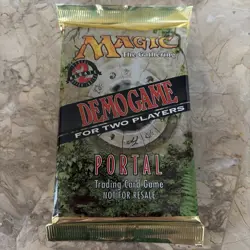 MAGIC
The Gathering
DEMO GAME
FOR TWO PLAYERS
PORTAL
Trading Card Game
NOT FOR RESALE